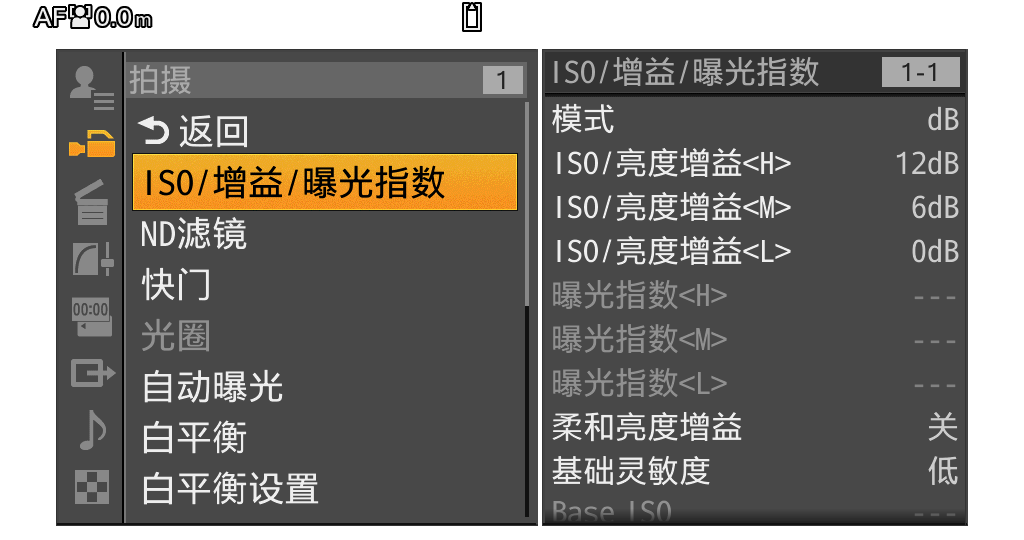 AF 0.0m
拍摄 1
返回
ISO/增益/曝光指数
ND滤镜
快门
光圈
自动曝光
白平衡
白平衡设置
00:00
ISO/增益/曝光指数 1-1
模式 dB
ISO/亮度增益<H> 12dB
ISO/亮度增益<M> 6dB
ISO/亮度增益<L> 0dB
曝光指数<H> ---
曝光指数<M> ---
曝光指数<L> ---
柔和亮度增益 关
基础灵敏度 低
Base ISO ---